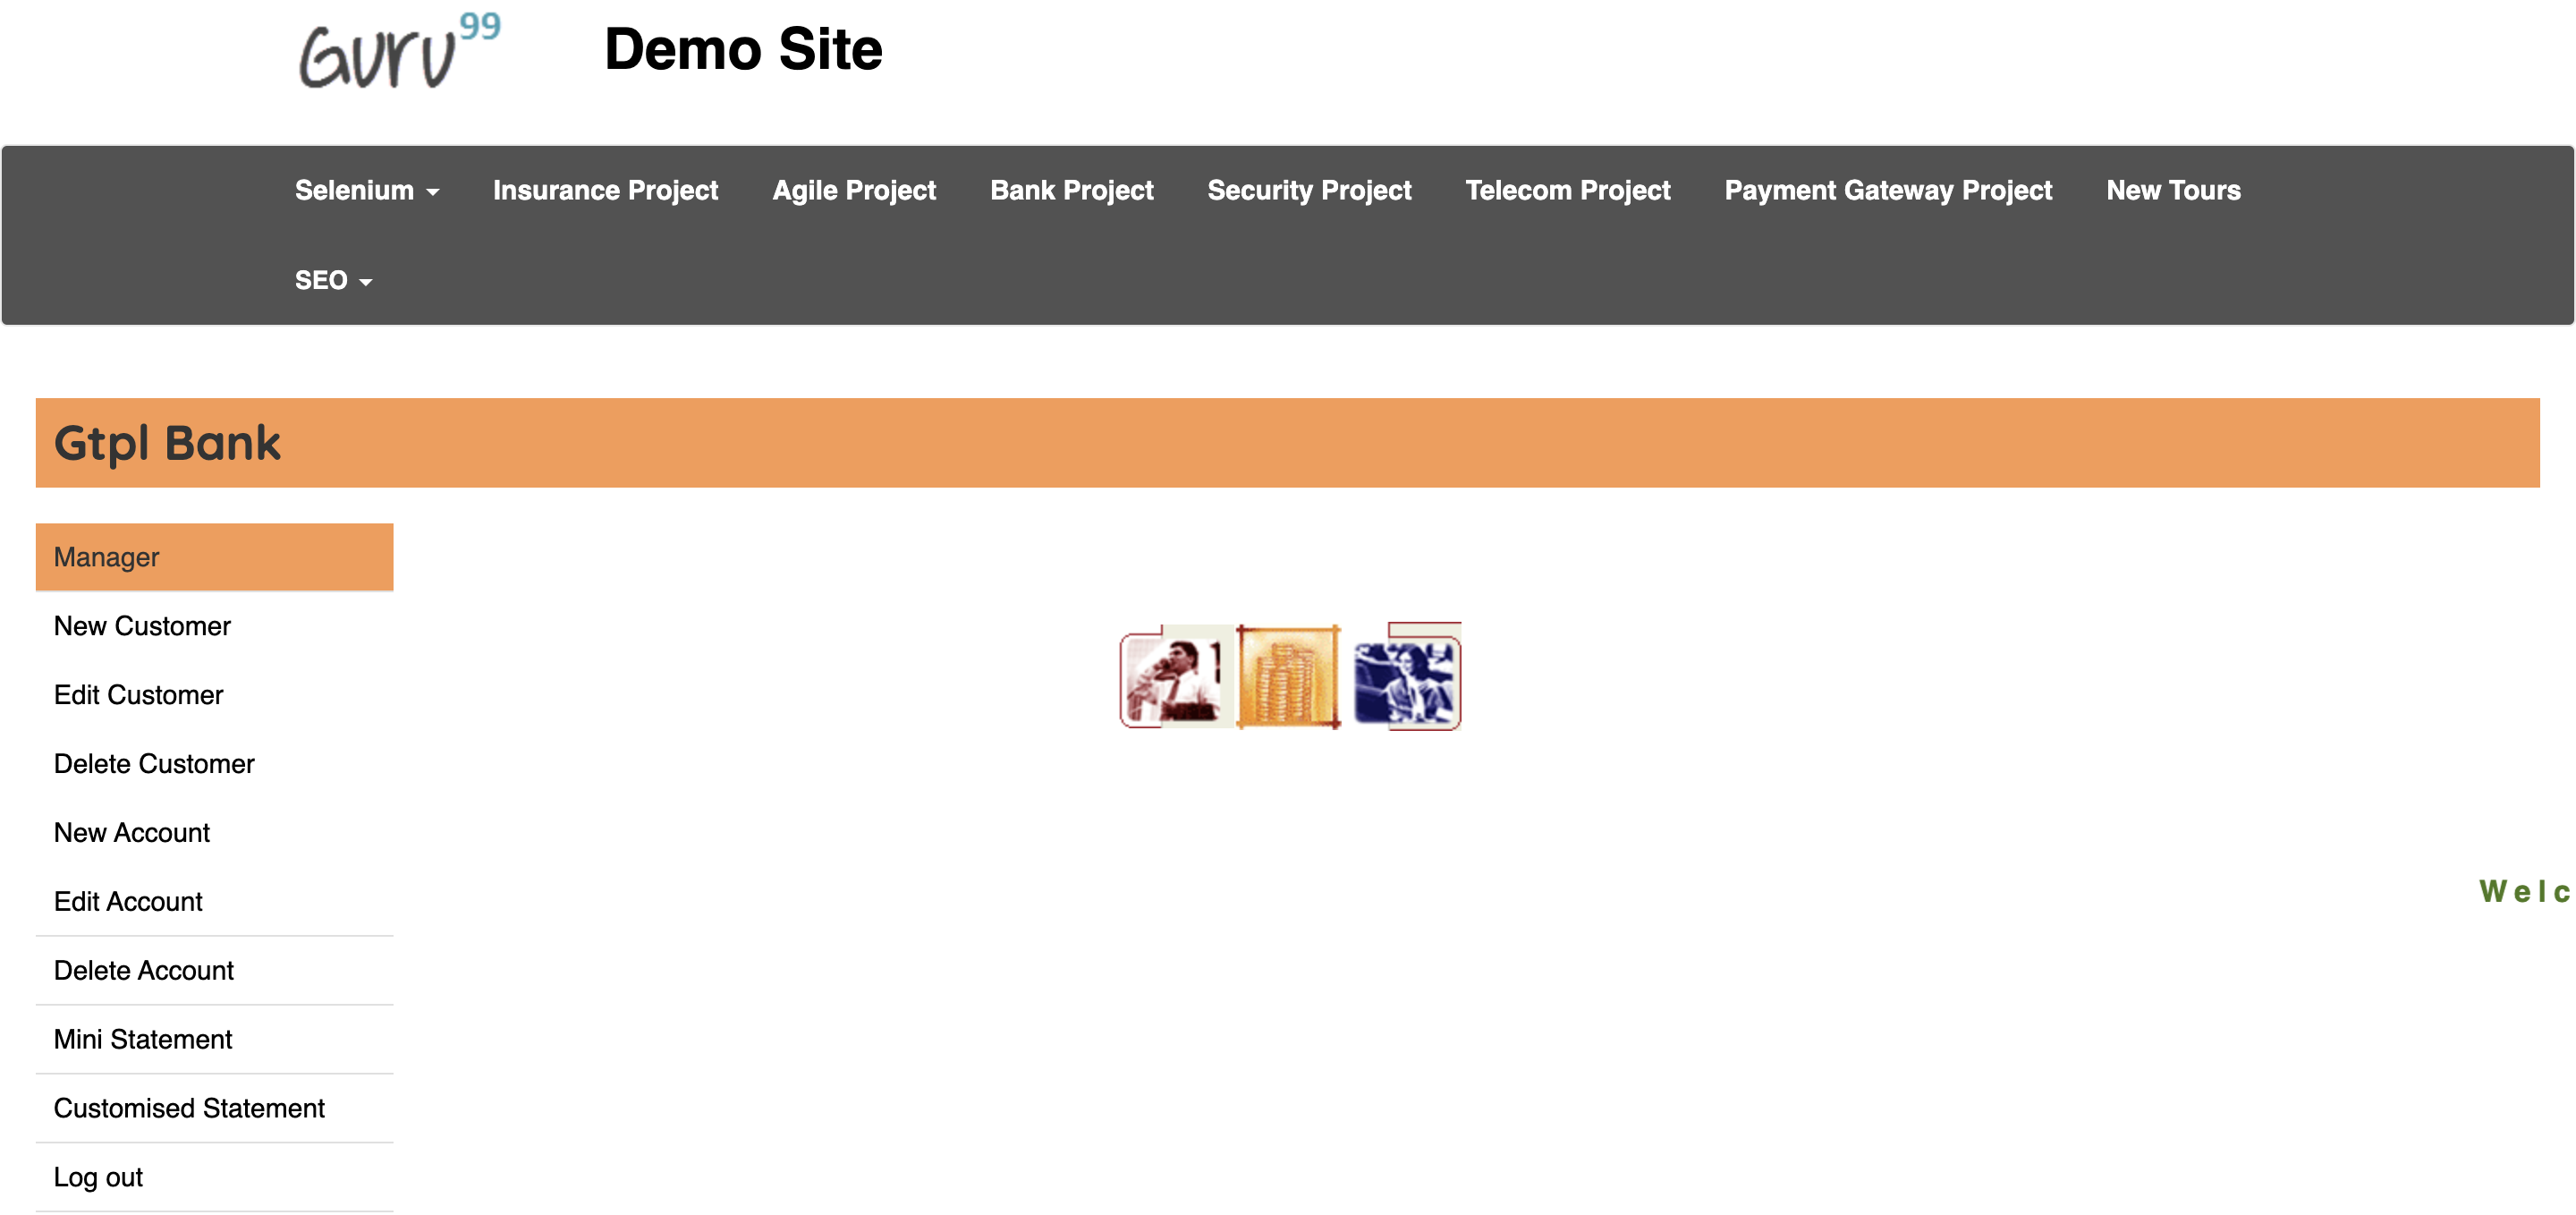 Guru99 Demo Site
Selenium Insurance Project Agile Project Bank Project Security Project Telecom Project Payment Gateway Project New Tours
SEO
Gtpl Bank
Manager
New Customer
Edit Customer
Delete Customer
New Account
Edit Account
Welc
Delete Account
Mini Statement
Customised Statement
Log out